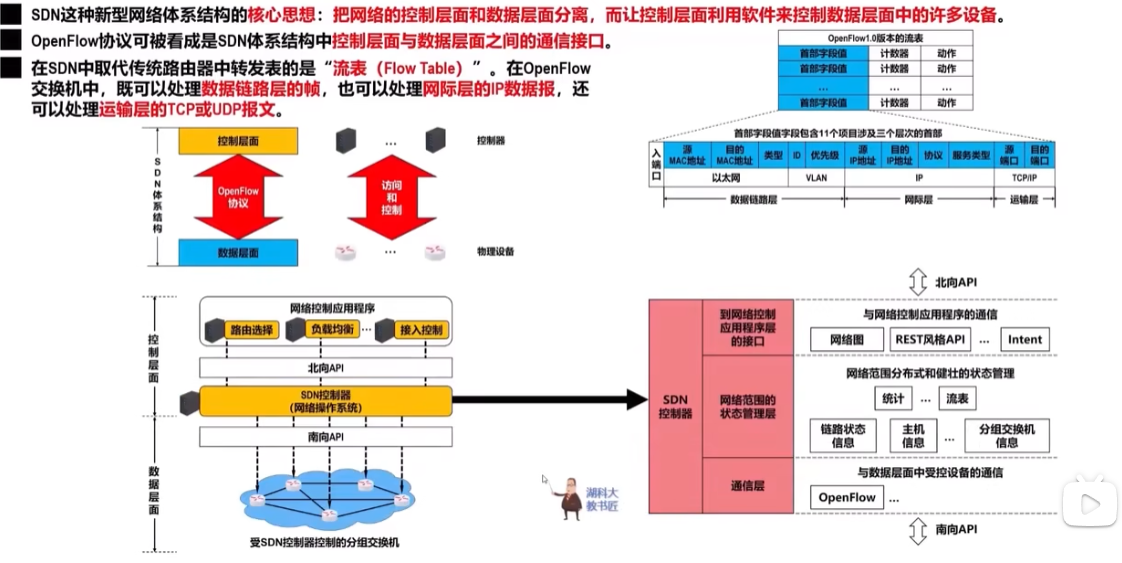 SDN这种新型网络体系结构的核心思想：把网络的控制层面和数据层面分离，而让控制层面利用软件来控制数据层面中的许多设备。
OpenFlow协议可被看成是SDN体系结构中控制层面与数据层面之间的通信接口。
在SDN中取代传统路由器中转发表的是“流表（Flow Table）”。在OpenFlow
交换机中，既可以处理数据链路层的帧，也可以处理网际层的IP数据报，还
可以处理运输层的TCP或UDP报文。
OpenFlow1.0版本的流表
首部字段值 计数器 动作
首部字段值 计数器 动作
... ... ...
首部字段值 计数器 动作
首部字段值字段包含11个项目涉及三个层次的首部
入端口
源MAC地址 目的MAC地址 类型 ID 优先级 源IP地址 目的IP地址 协议 服务类型 源端口 目的端口
以太网 VLAN IP TCP/IP
数据链路层 网际层 运输层
SDN体系结构
控制层面
... 控制器
OpenFlow
协议
访问
和
控制
数据层面
... 物理设备
控制层面
网络控制应用程序
路由选择 负载均衡 ... 接入控制
北向API
SDN控制器
(网络操作系统)
南向API
数据层面
受SDN控制器控制的分组交换机
北向API
SDN
控制器
到网络控制
应用程序层
的接口
与网络控制应用程序的通信
网络图 REST风格API ... Intent
网络范围的
状态管理层
网络范围分布式和健壮的状态管理
统计 ... 流表
链路状态
信息
主机
信息
...
分组交换机
信息
通信层
与数据层面中受控设备的通信
OpenFlow ...
南向API
湖科大
教书匠